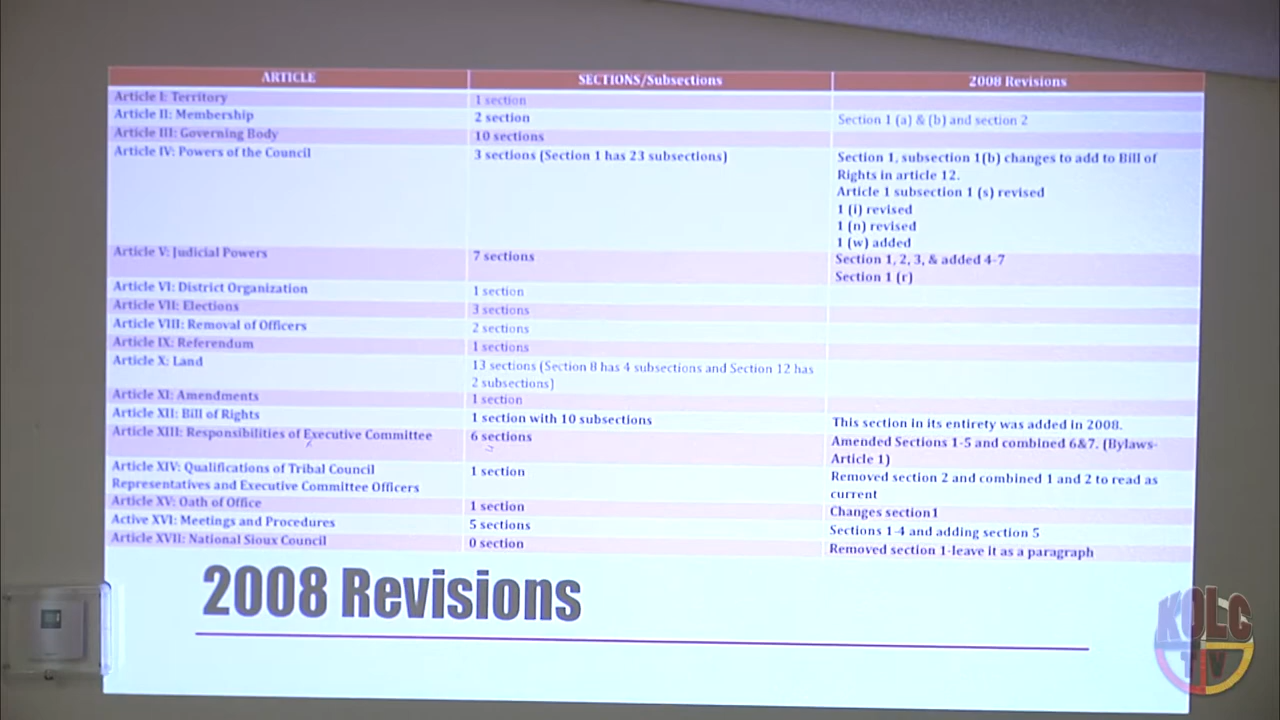 ARTICLE SECTIONS/Subsections 2008 Revisions
Article I: Territory 1 section
Article II: Membership 2 section Section 1 (a) & (b) and section 2
Article III: Governing Body 10 sections
Article IV: Powers of the Council 3 sections (Section 1 has 23 subsections) Section 1, subsection 1(b) changes to add to Bill of
Rights in article 12.
Article 1 subsection 1 (s) revised
1 (i) revised
1 (n) revised
1 (w) added
Article V: Judicial Powers 7 sections Section 1, 2, 3, & added 4-7
Section 1 (r)
Article VI: District Organization 1 section
Article VII: Elections 3 sections
Article VIII: Removal of Officers 2 sections
Article IX: Referendum 1 sections
Article X: Land 13 sections (Section 8 has 4 subsections and Section 12 has
2 subsections)
Article XI: Amendments 1 section
Article XII: Bill of Rights 1 section with 10 subsections This section in its entirety was added in 2008.
Article XIII: Responsibilities of Executive Committee 6 sections Amended Sections 1-5 and combined 6&7. (Bylaws-
Article 1)
Article XIV: Qualifications of Tribal Council 1 section Removed section 2 and combined 1 and 2 to read as
Representatives and Executive Committee Officers current
Article XV: Oath of Office 1 section Changes section1
Active XVI: Meetings and Procedures 5 sections Sections 1-4 and adding section 5
Article XVII: National Sioux Council 0 section Removed section 1-leave it as a paragraph
2008 Revisions
KOLC
TV